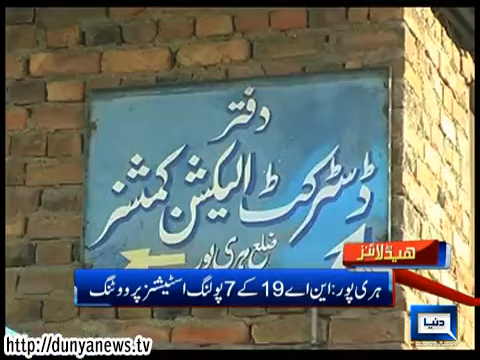 دفتر
ڈسٹرکٹ الیکشن کمشنر
ضلع ہری پور
ہیڈلائنز
ہری پور: این اے 19 کے 7 پولنگ اسٹیشنز پر ووٹنگ
دنیا
http://dunyanews.tv